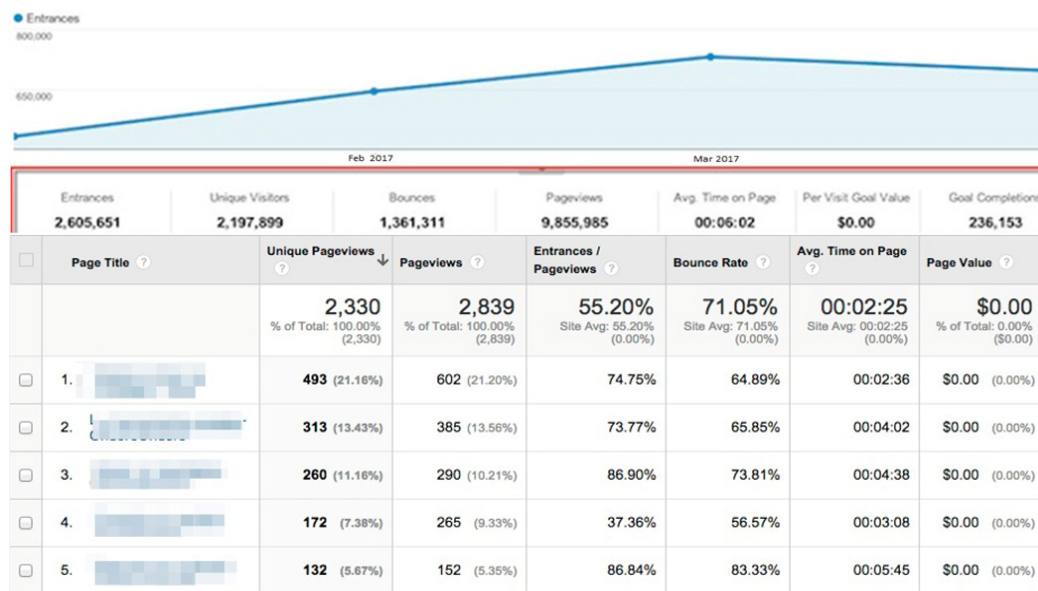 Entrances
800,000
650,000
Feb 2017 Mar 2017
Entrances Unique Visitors Bounces Pageviews Avg. Time on Page Per Visit Goal Value Goal Completions
2,605,651 2,197,899 1,361,311 9,855,985 00:06:02 $0.00 236,153
Page Title ? Unique Pageviews ? Pageviews ? Entrances / Pageviews ? Bounce Rate ? Avg. Time on Page ? Page Value ?
2,330 2,839 55.20% 71.05% 00:02:25 $0.00
% of Total: 100.00% % of Total: 100.00% Site Avg: 55.20% Site Avg: 71.05% Site Avg: 00:02:25 % of Total: 0.00%
(2,330) (2,839) (0.00%) (0.00%) (0.00%) ($0.00)
1. 493 (21.16%) 602 (21.20%) 74.75% 64.89% 00:02:36 $0.00 (0.00%)
2. 313 (13.43%) 385 (13.56%) 73.77% 65.85% 00:04:02 $0.00 (0.00%)
3. 260 (11.16%) 290 (10.21%) 86.90% 73.81% 00:04:38 $0.00 (0.00%)
4. 172 (7.38%) 265 (9.33%) 37.36% 56.57% 00:03:08 $0.00 (0.00%)
5. 132 (5.67%) 152 (5.35%) 86.84% 83.33% 00:05:45 $0.00 (0.00%)